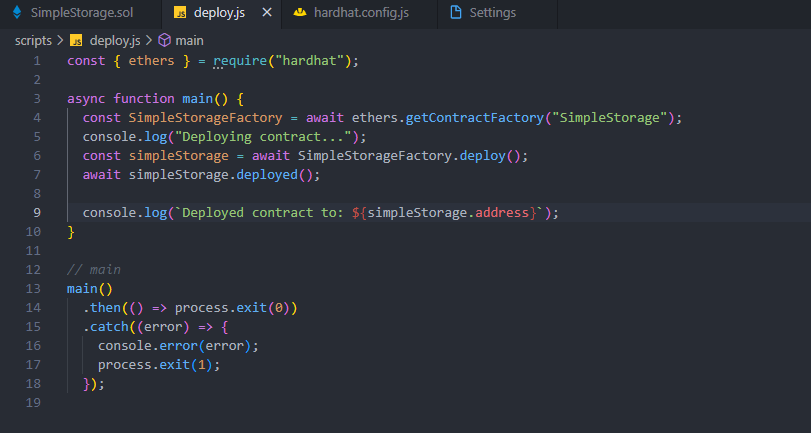 SimpleStorage.sol JS deploy.js × hardhat.config.js Settings
scripts > JS deploy.js > main
1 const { ethers } = require("hardhat");
2
3 async function main() {
4 const SimpleStorageFactory = await ethers.getContractFactory("SimpleStorage");
5 console.log("Deploying contract...");
6 const simpleStorage = await SimpleStorageFactory.deploy();
7 await simpleStorage.deployed();
8
9 console.log(`Deployed contract to: ${simpleStorage.address}`);
10 }
11
12 // main
13 main()
14 .then(() => process.exit(0))
15 .catch((error) => {
16 console.error(error);
17 process.exit(1);
18 });
19